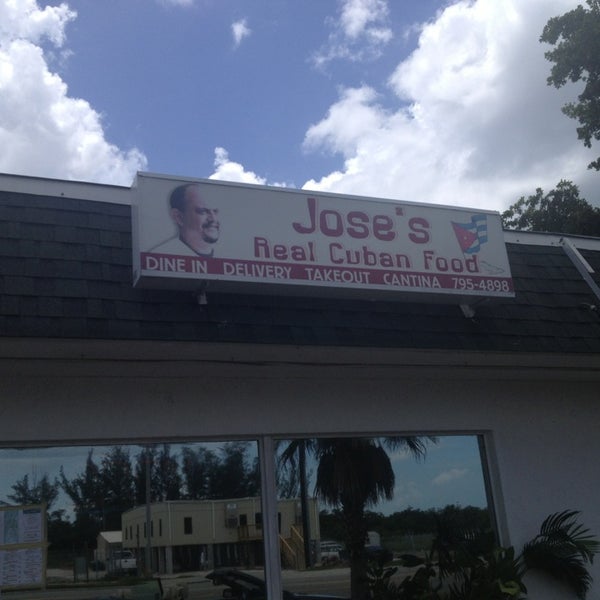 Jose's
Real Cuban Food
DINE IN DELIVERY TAKEOUT CANTINA 795-4898